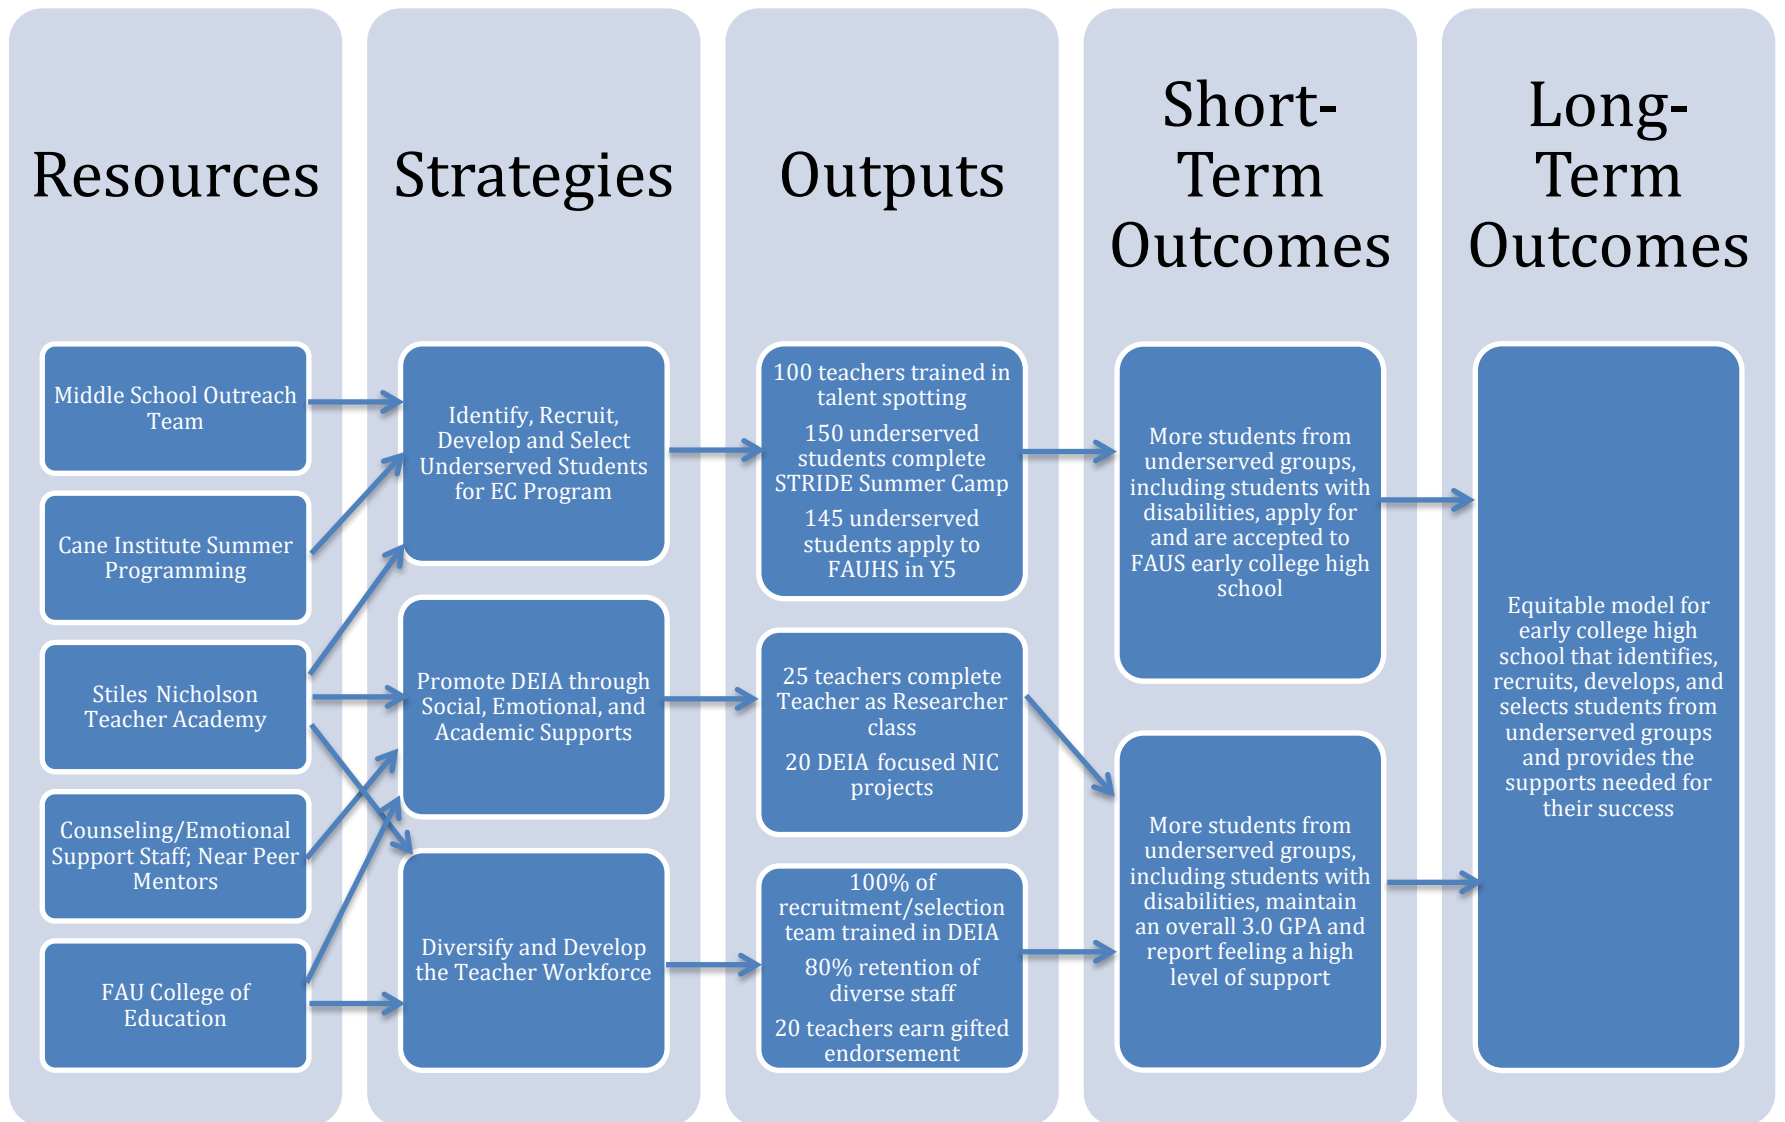 Resources
Middle School Outreach
Team
Cane Institute Summer
Programming
Stiles Nicholson
Teacher Academy
Counseling/Emotional
Support Staff; Near Peer
Mentors
FAU College of
Education
Strategies
Identify, Recruit,
Develop and Select
Underserved Students
for EC Program
Promote DEIA through
Social, Emotional, and
Academic Supports
Diversify and Develop
the Teacher Workforce
Outputs
100 teachers trained in
talent spotting
150 underserved
students complete
STRIDE Summer Camp
145 underserved
students apply to
FAUHS in Y5
25 teachers complete
Teacher as Researcher
class
20 DEIA focused NIC
projects
100% of
recruitment/selection
team trained in DEIA
80% retention of
diverse staff
20 teachers earn gifted
endorsement
Short-
Term
Outcomes
More students from
underserved groups,
including students with
disabilities, apply for
and are accepted to
FAUS early college high
school
More students from
underserved groups,
including students with
disabilities, maintain
an overall 3.0 GPA and
report feeling a high
level of support
Long-
Term
Outcomes
Equitable model for
early college high
school that identifies,
recruits, develops, and
selects students from
underserved groups
and provides the
supports needed for
their success